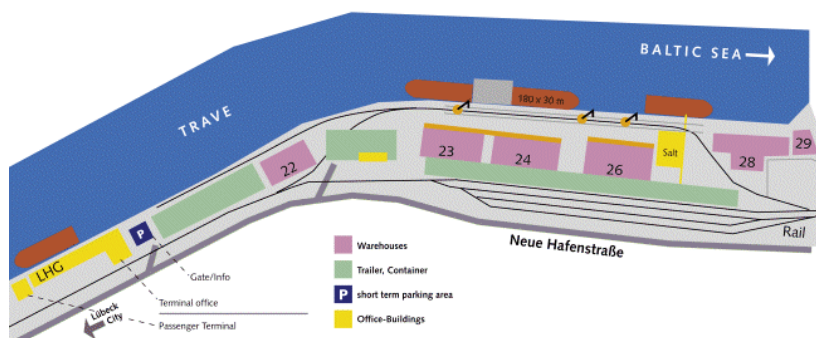 BALTIC SEA
TRAVE
180 x 30 m
22
23
24
26
Salt
28
29
Rail
Neue Hafenstraße
P
LHG
Gate/Info
Terminal office
Passenger Terminal
Lübeck
City
Warehouses
Trailer, Container
P short term parking area
Office-Buildings